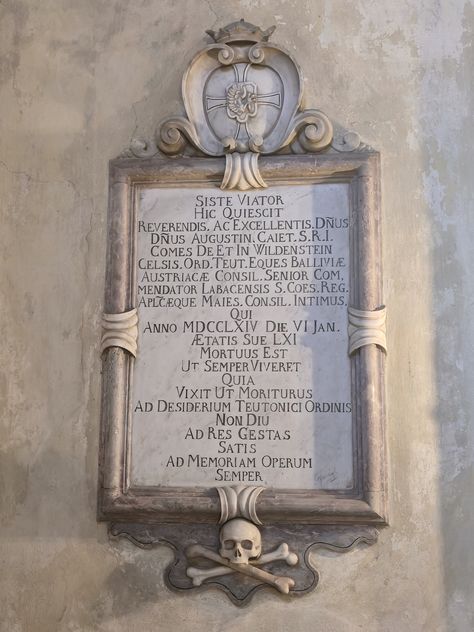 Siste Viator
Hic Quiescit
Reverendis. Ac Excellentis. Dñus
Dñus Augustin. Caiet. S.R.I.
Comes De Et In Wildenstein
Celsis. Ord. Teut. Eques Balliviæ
Austriacæ Consil. Senior Com,
mendator Labacensis S. Coes. Reg.
Aplcæque Maies. Consil. Intimus,
Qui
Anno MDCCLXIV Die VI Jan.
Ætatis Sue LXI
Mortuus Est
Ut Semper Viveret
Quia
Vixit Ut Moriturus
Ad Desiderium Teutonici Ordinis
Non Diu
Ad Res Gestas
Satis
Ad Memoriam Operum
Semper